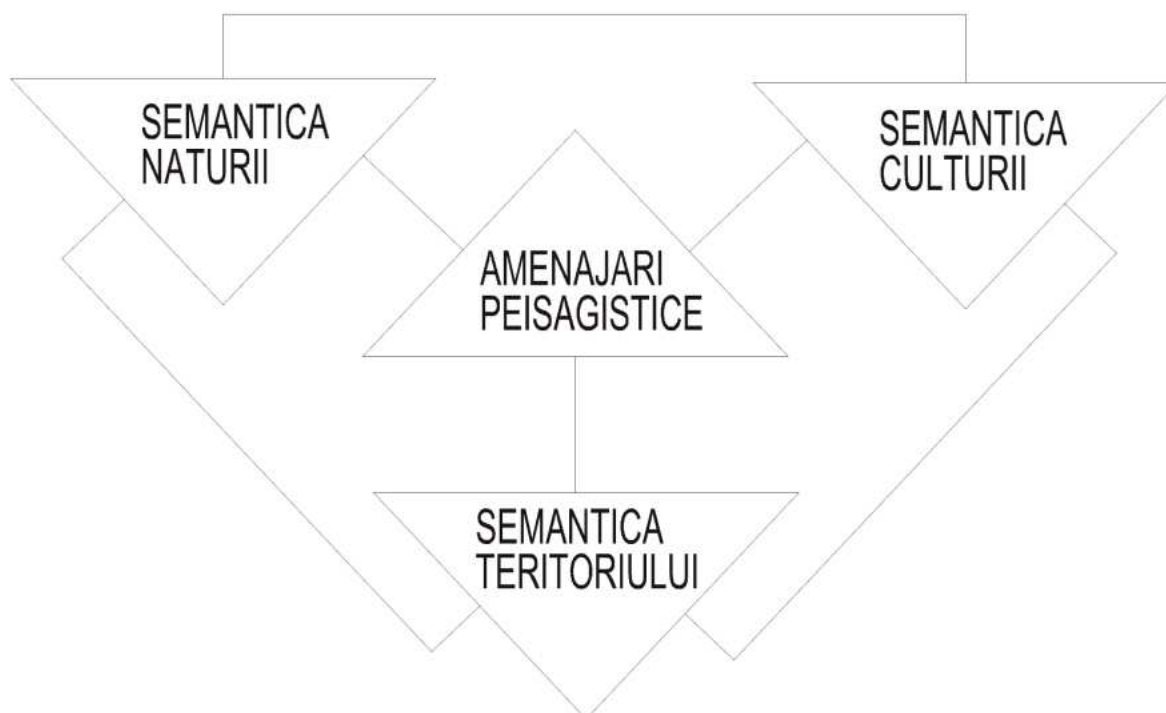 SEMANTICA
NATURII
SEMANTICA
CULTURII
AMENAJARI
PEISAGISTICE
SEMANTICA
TERITORIULUI